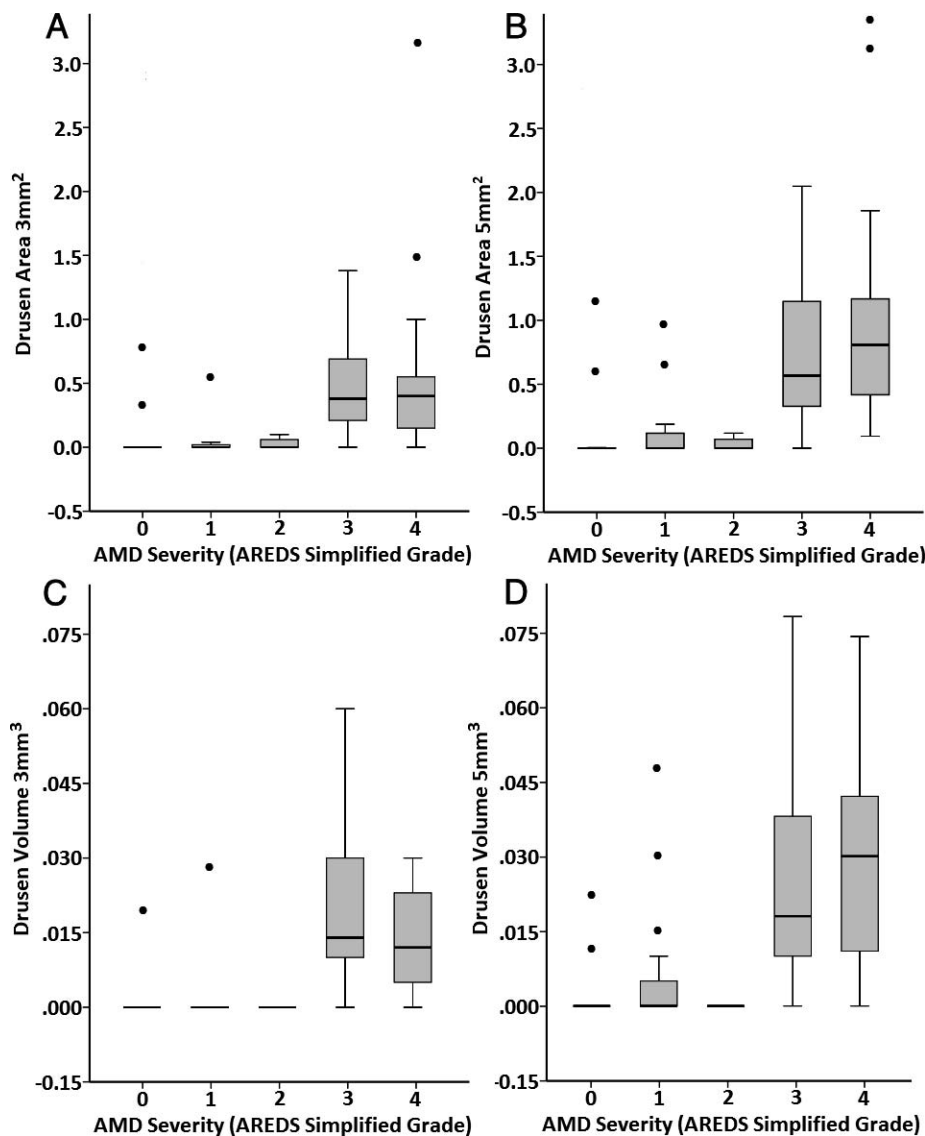 A
3.0
2.5
2.0
1.5
1.0
0.5
0.0
-0.5
Drusen Area 3mm²
0 1 2 3 4
AMD Severity (AREDS Simplified Grade)
B
3.0
2.5
2.0
1.5
1.0
0.5
0.0
-0.5
Drusen Area 5mm²
0 1 2 3 4
AMD Severity (AREDS Simplified Grade)
C
.075
.060
.045
.030
.015
.000
-0.15
Drusen Volume 3mm³
0 1 2 3 4
AMD Severity (AREDS Simplified Grade)
D
.075
.060
.045
.030
.015
.000
-0.15
Drusen Volume 5mm³
0 1 2 3 4
AMD Severity (AREDS Simplified Grade)